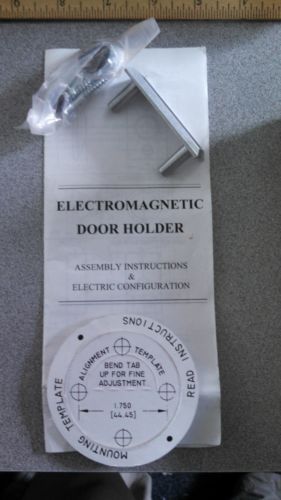 ELECTROMAGNETIC
DOOR HOLDER
ASSEMBLY INSTRUCTIONS
&
ELECTRIC CONFIGURATION
MOUNTING TEMPLATE
READ INSTRUCTIONS
ALIGNMENT TEMPLATE
BEND TAB
UP FOR FINE
ADJUSTMENT
1.750
[44.45]